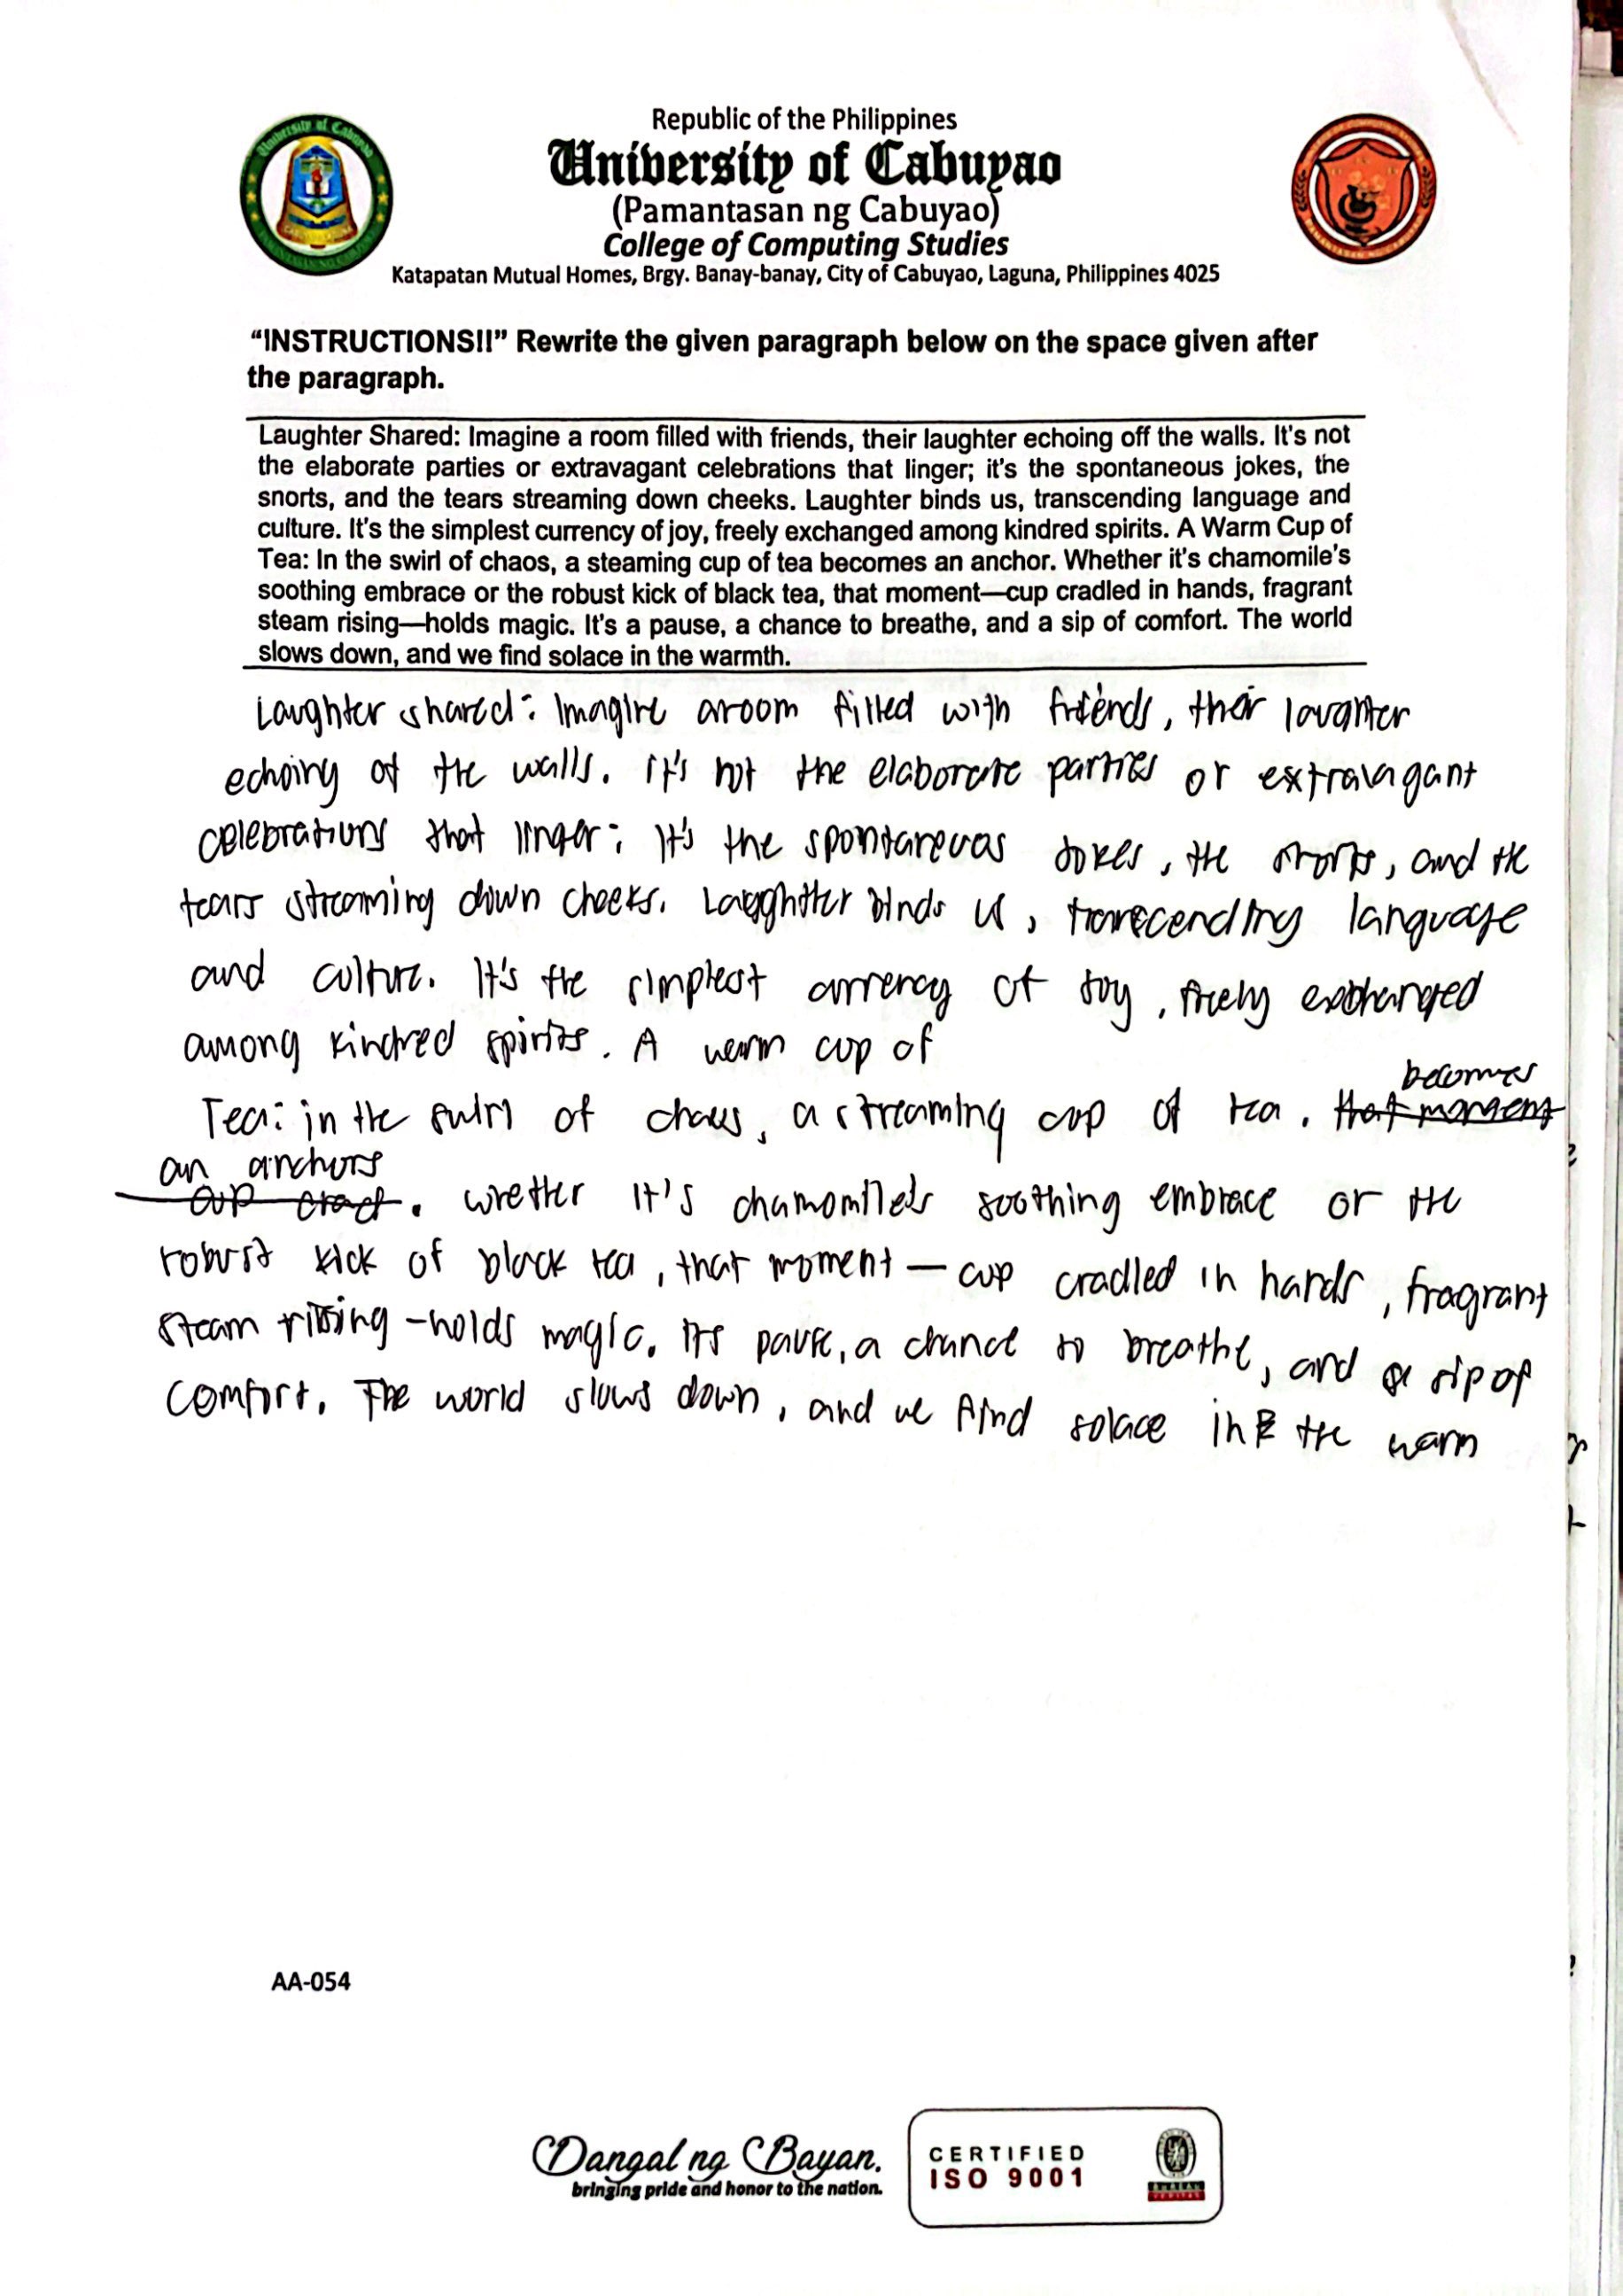 Republic of the Philippines
University of Cabuyao
(Pamantasan ng Cabuyao)
College of Computing Studies
Katapatan Mutual Homes, Brgy. Banay-banay, City of Cabuyao, Laguna, Philippines 4025
“INSTRUCTIONS!!” Rewrite the given paragraph below on the space given after
the paragraph.
Laughter Shared: Imagine a room filled with friends, their laughter echoing off the walls. It's not
the elaborate parties or extravagant celebrations that linger; it's the spontaneous jokes, the
snorts, and the tears streaming down cheeks. Laughter binds us, transcending language and
culture. It's the simplest currency of joy, freely exchanged among kindred spirits. A Warm Cup of
Tea: In the swirl of chaos, a steaming cup of tea becomes an anchor. Whether it's chamomile's
soothing embrace or the robust kick of black tea, that moment—cup cradled in hands, fragrant
steam rising—holds magic. It's a pause, a chance to breathe, and a sip of comfort. The world
slows down, and we find solace in the warmth.
Laughter shared: Imagine a room filled with friends, their laughter
echoing of the walls. It's not the elaborate parties or extravagant
celebrations that linger; It's the spontaneous jokes, the snorts, and the
tears streaming down cheeks. Laughter binds us, transcending language
and culture. It's the simplest currency of joy, freely exchanged
among kindred spirits. A warm cup of
becomes
Tea: in the swirl of chaos, a streaming cup of tea. that moment
an anchors
cup . wretter It's chamomile's soothing embrace or the
robust kick of black tea, that moment — cup cradled in hands, fragrant
steam rising - holds magic. Its pause, a chance to breathe, and a sip of
comfort. The world slows down, and we find solace in the warm
AA-054
Dangal ng Bayan.
bringing pride and honor to the nation.
CERTIFIED
ISO 9001